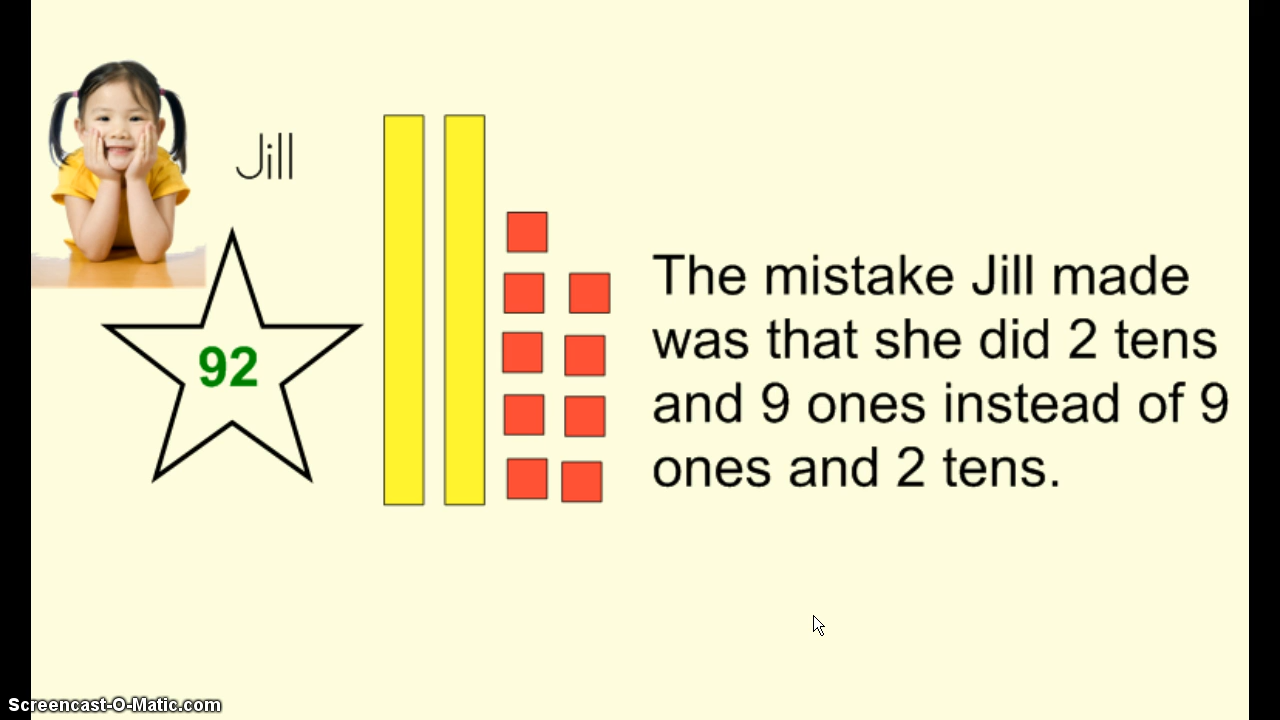 Jill
92
The mistake Jill made
was that she did 2 tens
and 9 ones instead of 9
ones and 2 tens.
Screencast-O-Matic.com